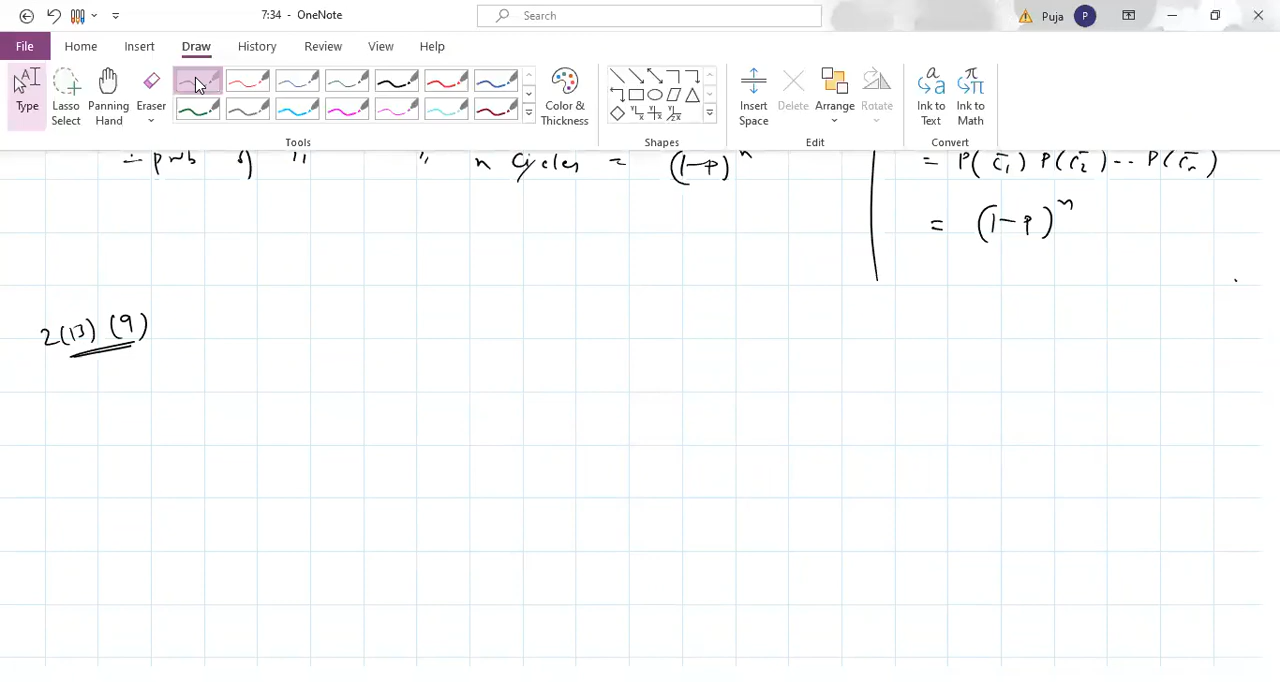 7:34 - OneNote
Search
Puja
P
File
Home
Insert
Draw
History
Review
View
Help
Type
Lasso Select
Panning Hand
Eraser
Color & Thickness
Insert Space
Delete
Arrange
Rotate
Ink to Text
Ink to Math
Tools
Shapes
Edit
Convert
= prob of " " n cycles = (1-p)^n
= P(c̄₁) P(c̄₂) -- P(c̄ₙ)
= (1-p)^n
2(13) (9)